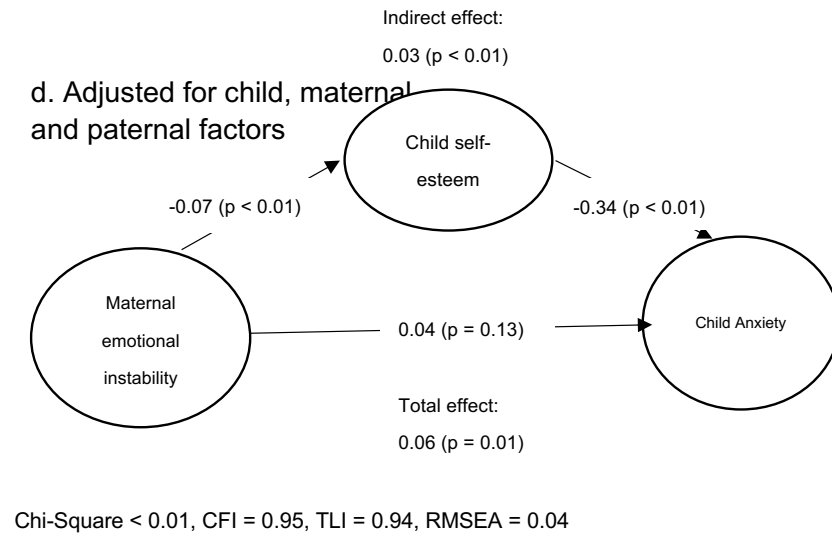 Indirect effect:
0.03 (p < 0.01)
d. Adjusted for child, maternal
and paternal factors
Child self-
esteem
-0.07 (p < 0.01)
-0.34 (p < 0.01)
Maternal
emotional
instability
0.04 (p = 0.13)
Child Anxiety
Total effect:
0.06 (p = 0.01)
Chi-Square < 0.01, CFI = 0.95, TLI = 0.94, RMSEA = 0.04